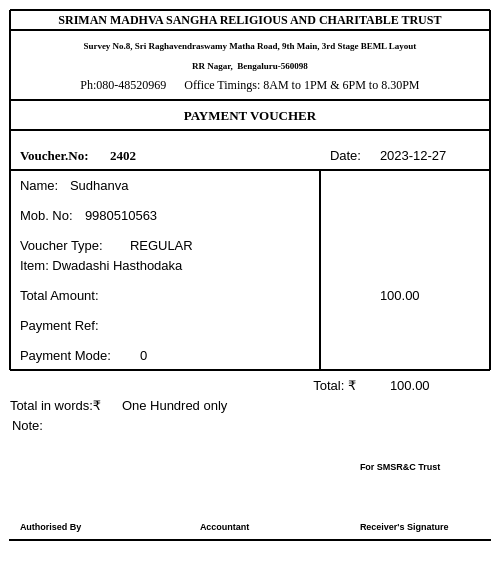 SRIMAN MADHVA SANGHA RELIGIOUS AND CHARITABLE TRUST
Survey No.8, Sri Raghavendraswamy Matha Road, 9th Main, 3rd Stage BEML Layout
RR Nagar, Bengaluru-560098
Ph:080-48520969 Office Timings: 8AM to 1PM & 6PM to 8.30PM
PAYMENT VOUCHER
Voucher.No: 2402 Date: 2023-12-27
Name: Sudhanva
Mob. No: 9980510563
Voucher Type: REGULAR
Item: Dwadashi Hasthodaka
Total Amount: 100.00
Payment Ref:
Payment Mode: 0
Total: ₹ 100.00
Total in words:₹ One Hundred only
Note:
For SMSR&C Trust
Authorised By Accountant Receiver's Signature